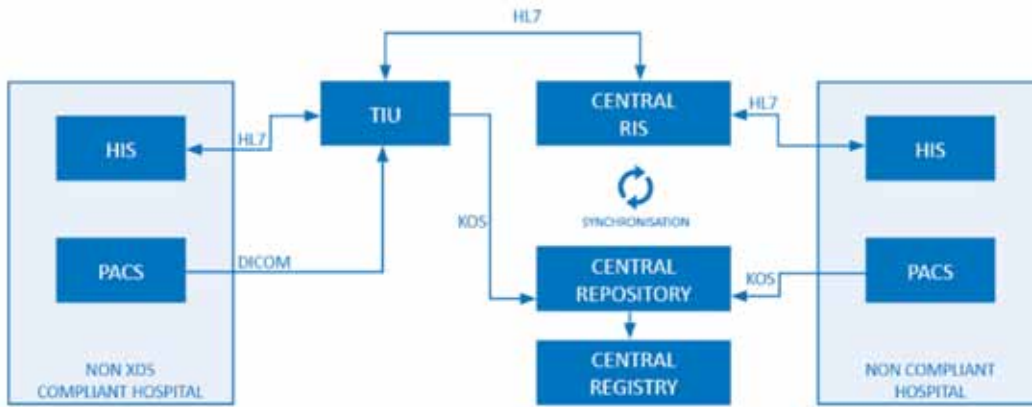 HL7
TIU
CENTRAL
RIS
HL7
HIS
HL7
HIS
SYNCHRONISATION
KOS
PACS
DICOM
CENTRAL
REPOSITORY
KOS
PACS
NON XDS
COMPLIANT HOSPITAL
CENTRAL
REGISTRY
NON COMPLIANT
HOSPITAL